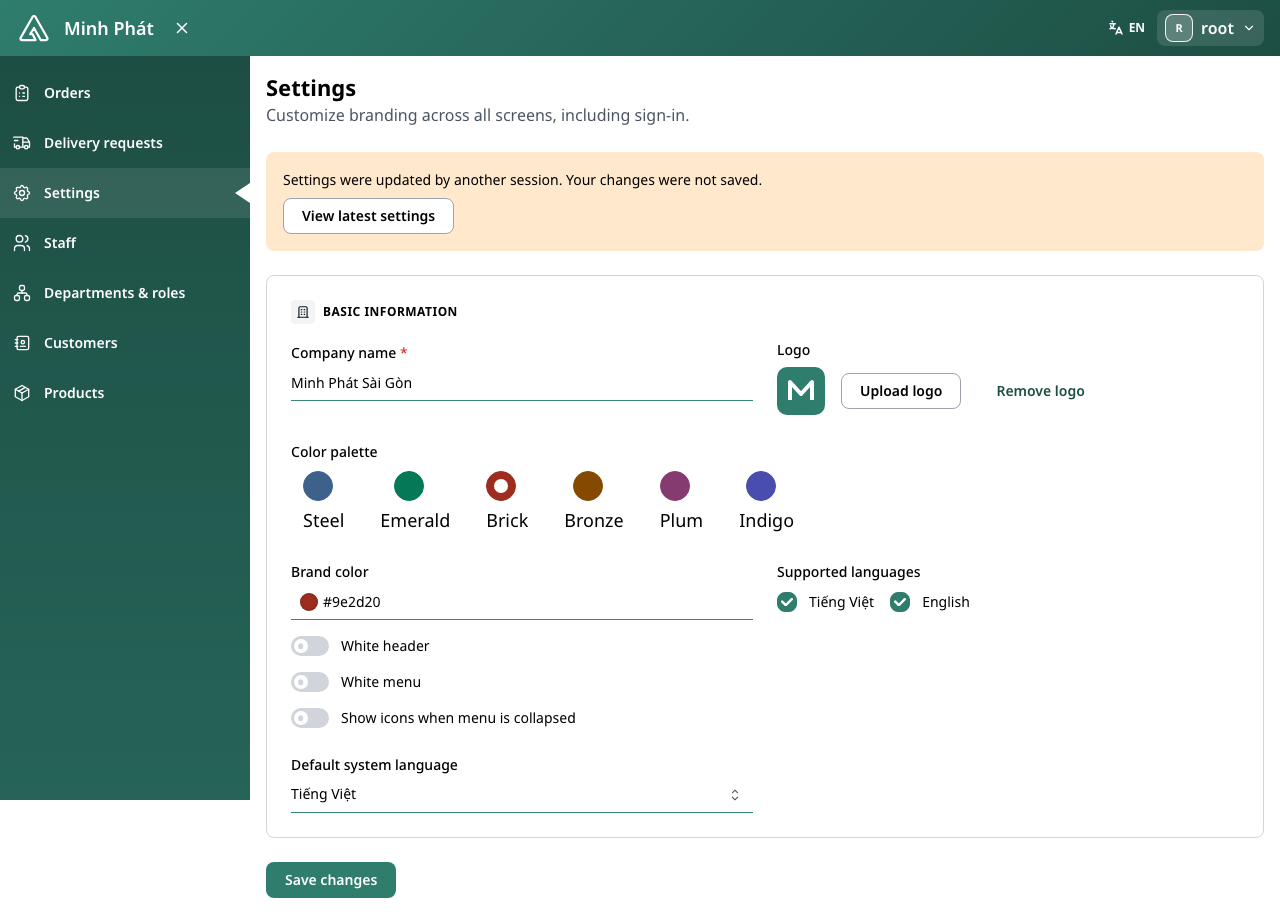 Minh Phát
EN
R
root
Orders
Delivery requests
Settings
Staff
Departments & roles
Customers
Products
Settings
Customize branding across all screens, including sign-in.
Settings were updated by another session. Your changes were not saved.
View latest settings
BASIC INFORMATION
Company name *
Minh Phát Sài Gòn
Logo
M
Upload logo
Remove logo
Color palette
Steel
Emerald
Brick
Bronze
Plum
Indigo
Brand color
#9e2d20
Supported languages
Tiếng Việt
English
White header
White menu
Show icons when menu is collapsed
Default system language
Tiếng Việt
Save changes